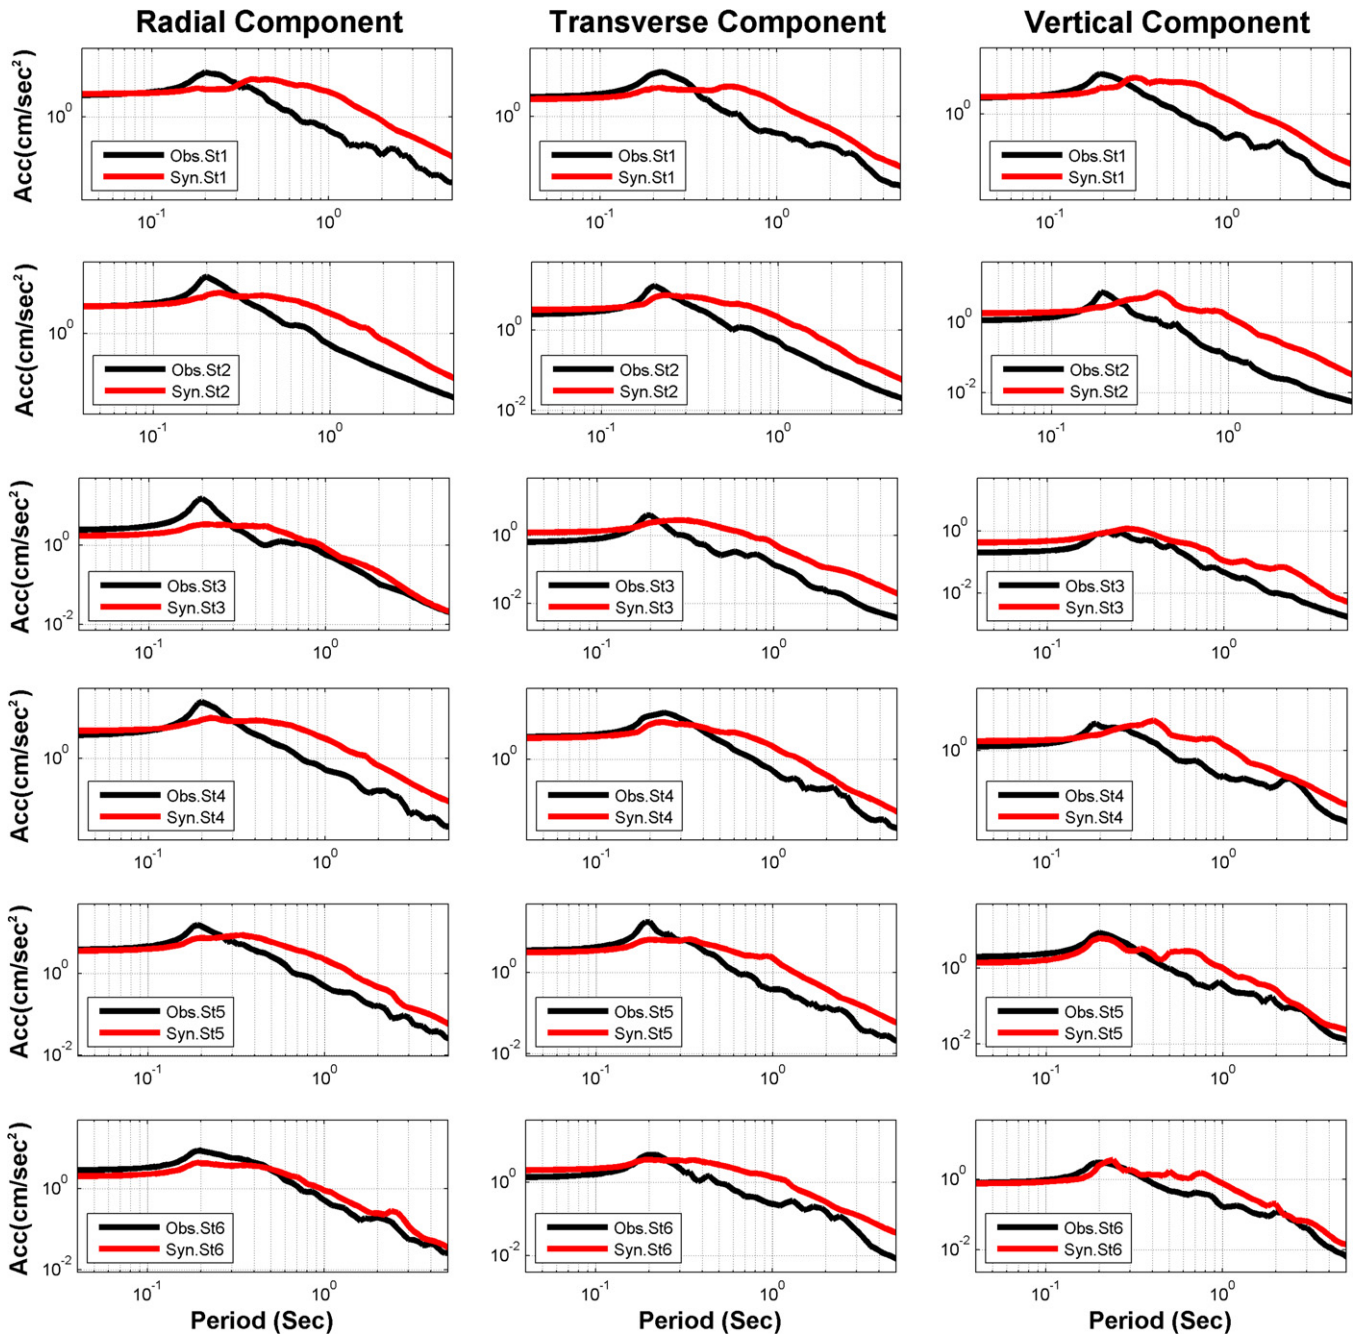 Radial Component Transverse Component Vertical Component
Acc(cm/sec²) 10⁰ 10⁰ 10⁰
Obs.St1 Obs.St1 Obs.St1
Syn.St1 Syn.St1 Syn.St1
10⁻¹ 10⁰ 10⁻¹ 10⁰ 10⁻¹ 10⁰
Acc(cm/sec²) 10⁰ 10⁰ 10⁰
Obs.St2 Obs.St2 Obs.St2
Syn.St2 Syn.St2 Syn.St2
10⁻² 10⁻²
10⁻¹ 10⁰ 10⁻¹ 10⁰ 10⁻¹ 10⁰
Acc(cm/sec²) 10⁰ 10⁰ 10⁰
Obs.St3 Obs.St3 Obs.St3
Syn.St3 Syn.St3 Syn.St3
10⁻² 10⁻² 10⁻²
10⁻¹ 10⁰ 10⁻¹ 10⁰ 10⁻¹ 10⁰
Acc(cm/sec²) 10⁰ 10⁰ 10⁰
Obs.St4 Obs.St4 Obs.St4
Syn.St4 Syn.St4 Syn.St4
10⁻¹ 10⁰ 10⁻¹ 10⁰ 10⁻¹ 10⁰
Acc(cm/sec²) 10⁰ 10⁰ 10⁰
Obs.St5 Obs.St5 Obs.St5
Syn.St5 Syn.St5 Syn.St5
10⁻² 10⁻² 10⁻²
10⁻¹ 10⁰ 10⁻¹ 10⁰ 10⁻¹ 10⁰
Acc(cm/sec²) 10⁰ 10⁰ 10⁰
Obs.St6 Obs.St6 Obs.St6
Syn.St6 Syn.St6 Syn.St6
10⁻² 10⁻² 10⁻²
10⁻¹ 10⁰ 10⁻¹ 10⁰ 10⁻¹ 10⁰
Period (Sec) Period (Sec) Period (Sec)